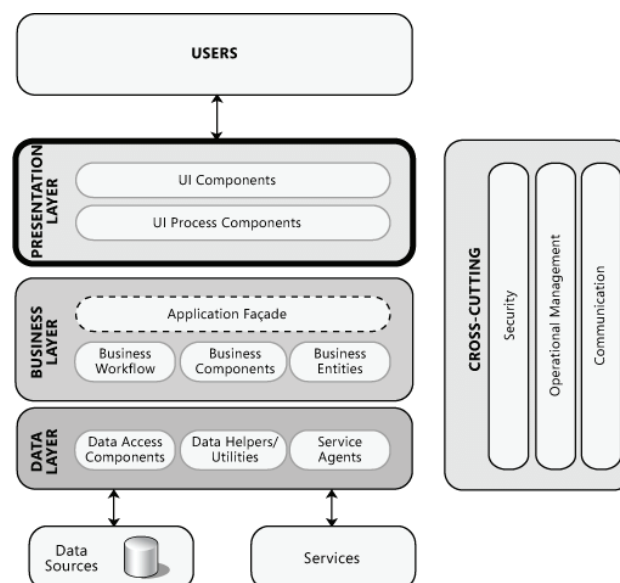 USERS
PRESENTATION
LAYER
UI Components
UI Process Components
BUSINESS
LAYER
Application Façade
Business
Workflow
Business
Components
Business
Entities
DATA
LAYER
Data Access
Components
Data Helpers/
Utilities
Service
Agents
Data
Sources
Services
CROSS-CUTTING
Security
Operational Management
Communication